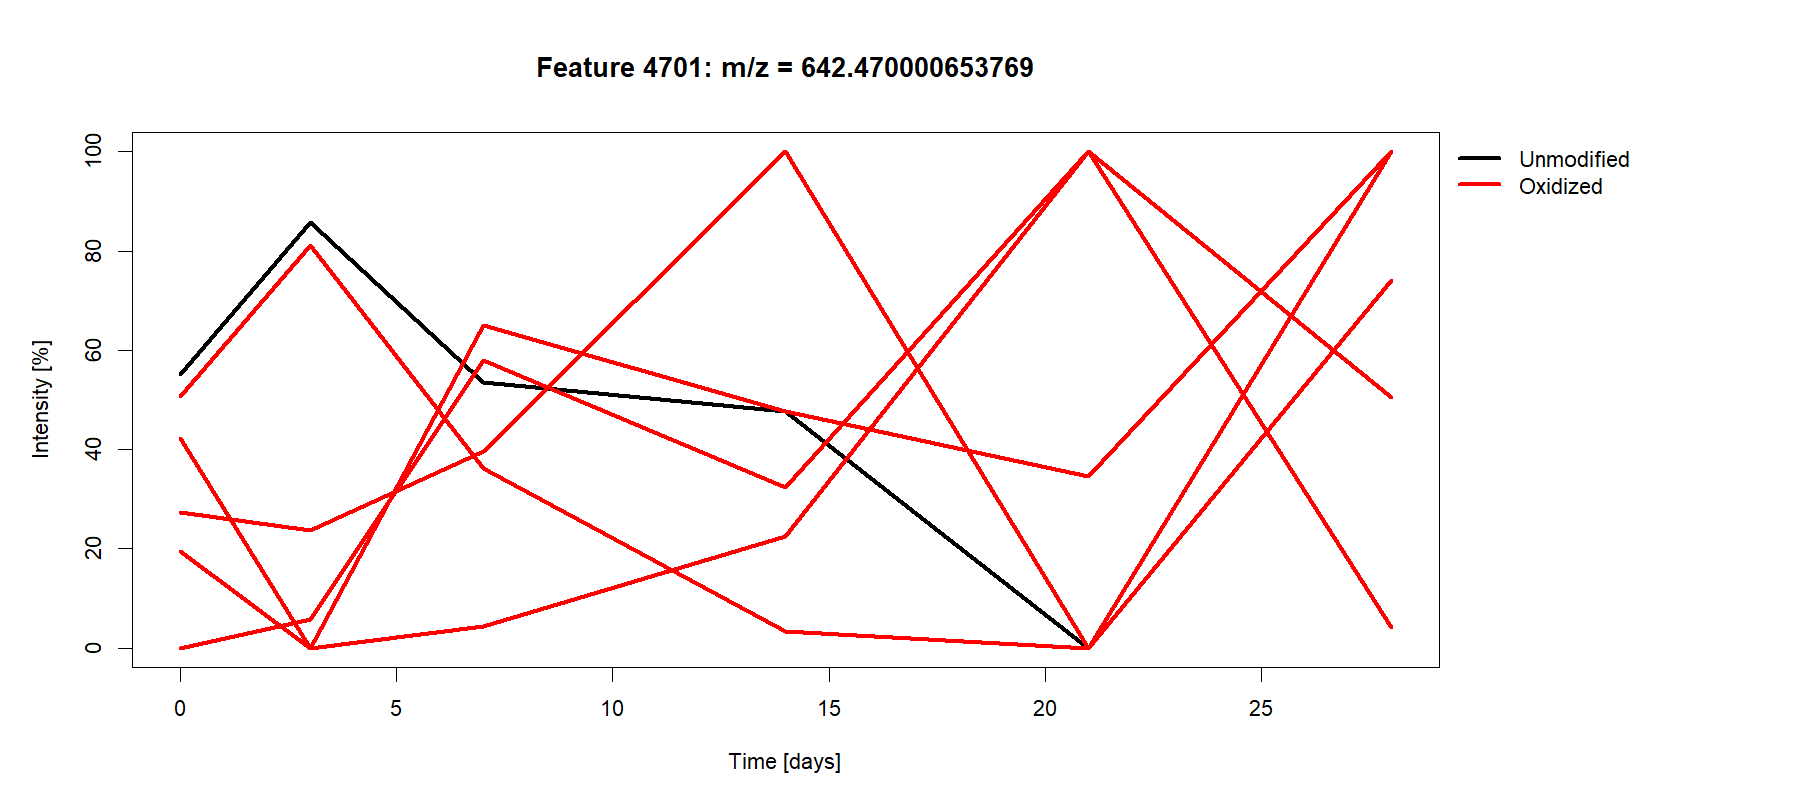 Feature 4701: m/z = 642.470000653769
Unmodified
Oxidized
Intensity [%]
100
80
60
40
20
0
0 5 10 15 20 25
Time [days]